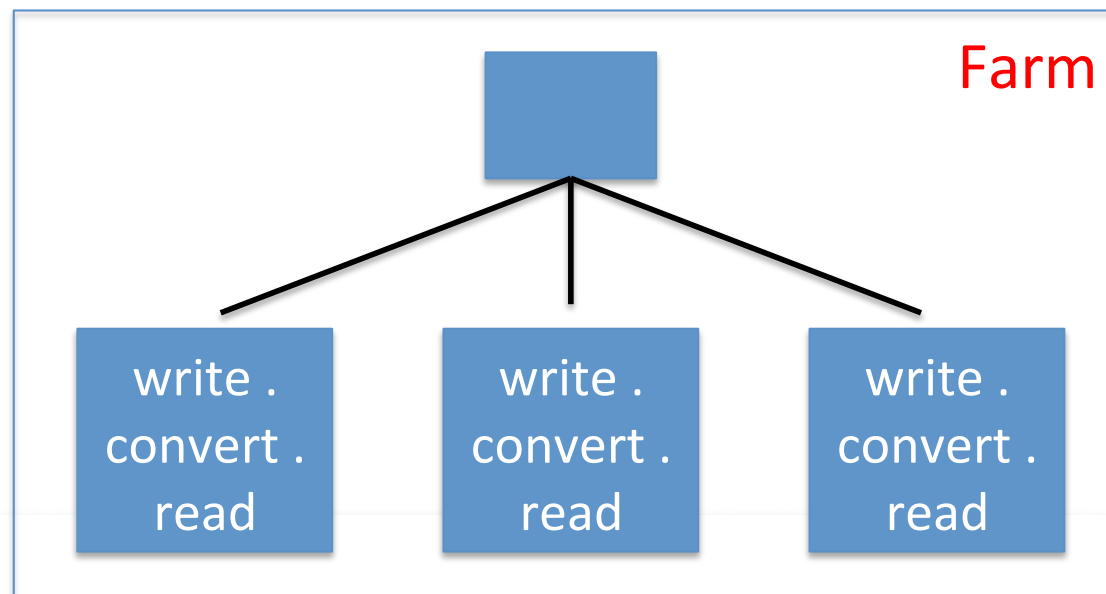 Farm
write .
convert .
read
write .
convert .
read
write .
convert .
read